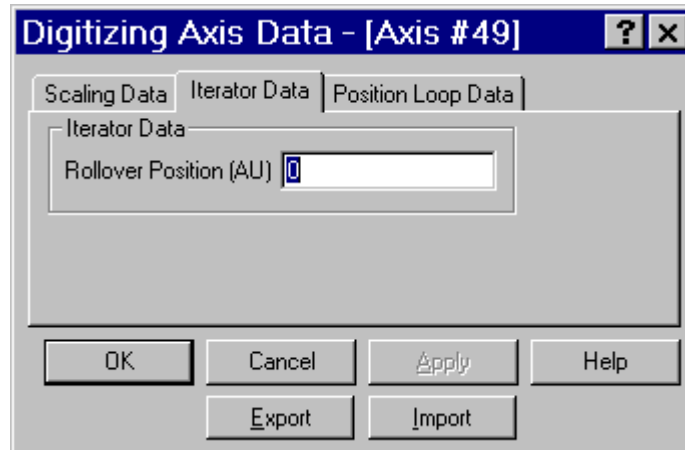 Digitizing Axis Data - [Axis #49] ? ×
Scaling Data Iterator Data Position Loop Data
Iterator Data
Rollover Position (AU) 0
OK Cancel Apply Help
Export Import